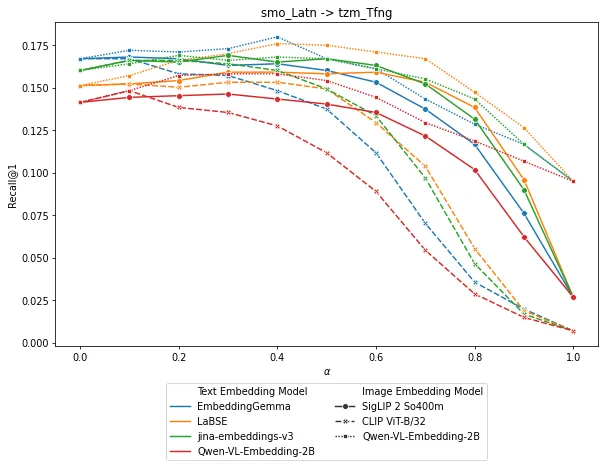 smo_Latn -> tzm_Tfng
Recall@1
0.175
0.150
0.125
0.100
0.075
0.050
0.025
0.000
0.0 0.2 0.4 0.6 0.8 1.0
α
Text Embedding Model
EmbeddingGemma
LaBSE
jina-embeddings-v3
Qwen-VL-Embedding-2B
Image Embedding Model
SigLIP 2 So400m
CLIP ViT-B/32
Qwen-VL-Embedding-2B